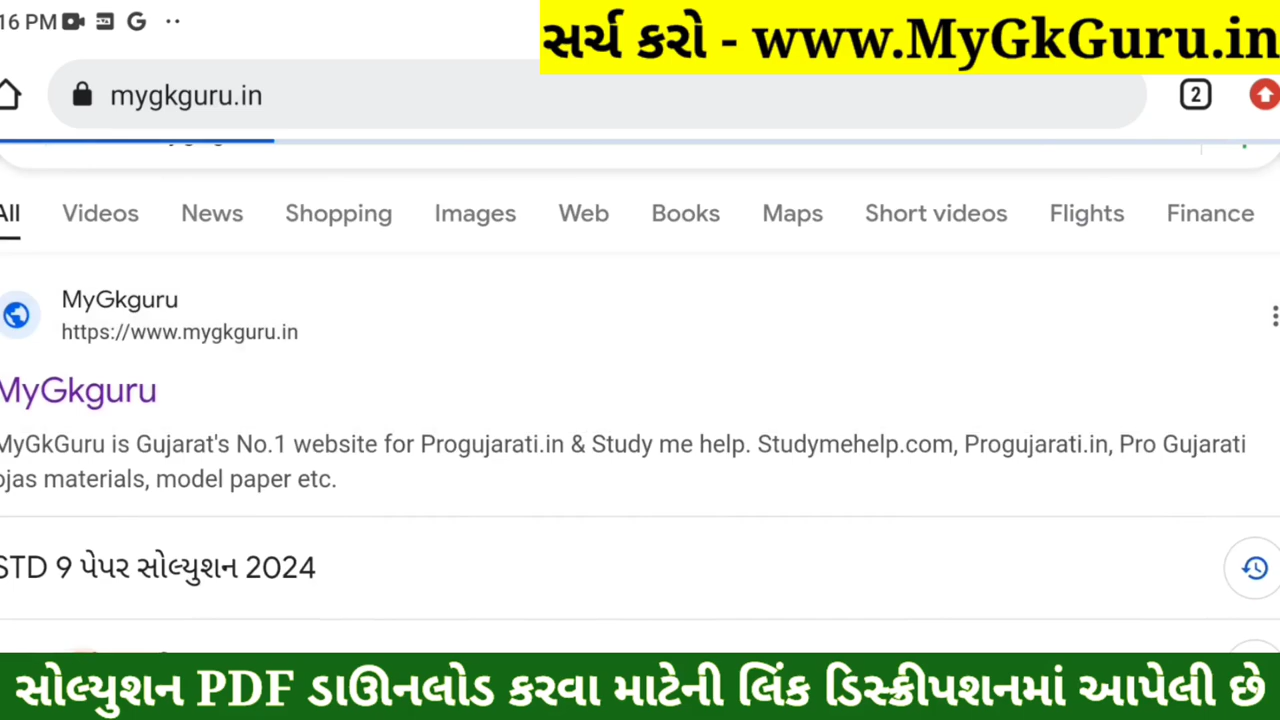 16 PM
સર્ચ કરો - www.MyGkGuru.in
mygkguru.in
2
All Videos News Shopping Images Web Books Maps Short videos Flights Finance
MyGkguru
https://www.mygkguru.in
MyGkguru
MyGkGuru is Gujarat's No.1 website for Progujarati.in & Study me help. Studymehelp.com, Progujarati.in, Pro Gujarati
ojas materials, model paper etc.
STD 9 પેપર સોલ્યુશન 2024
સોલ્યુશન PDF ડાઊનલોડ કરવા માટેની લિંક ડિસ્ક્રીપશનમાં આપેલી છે